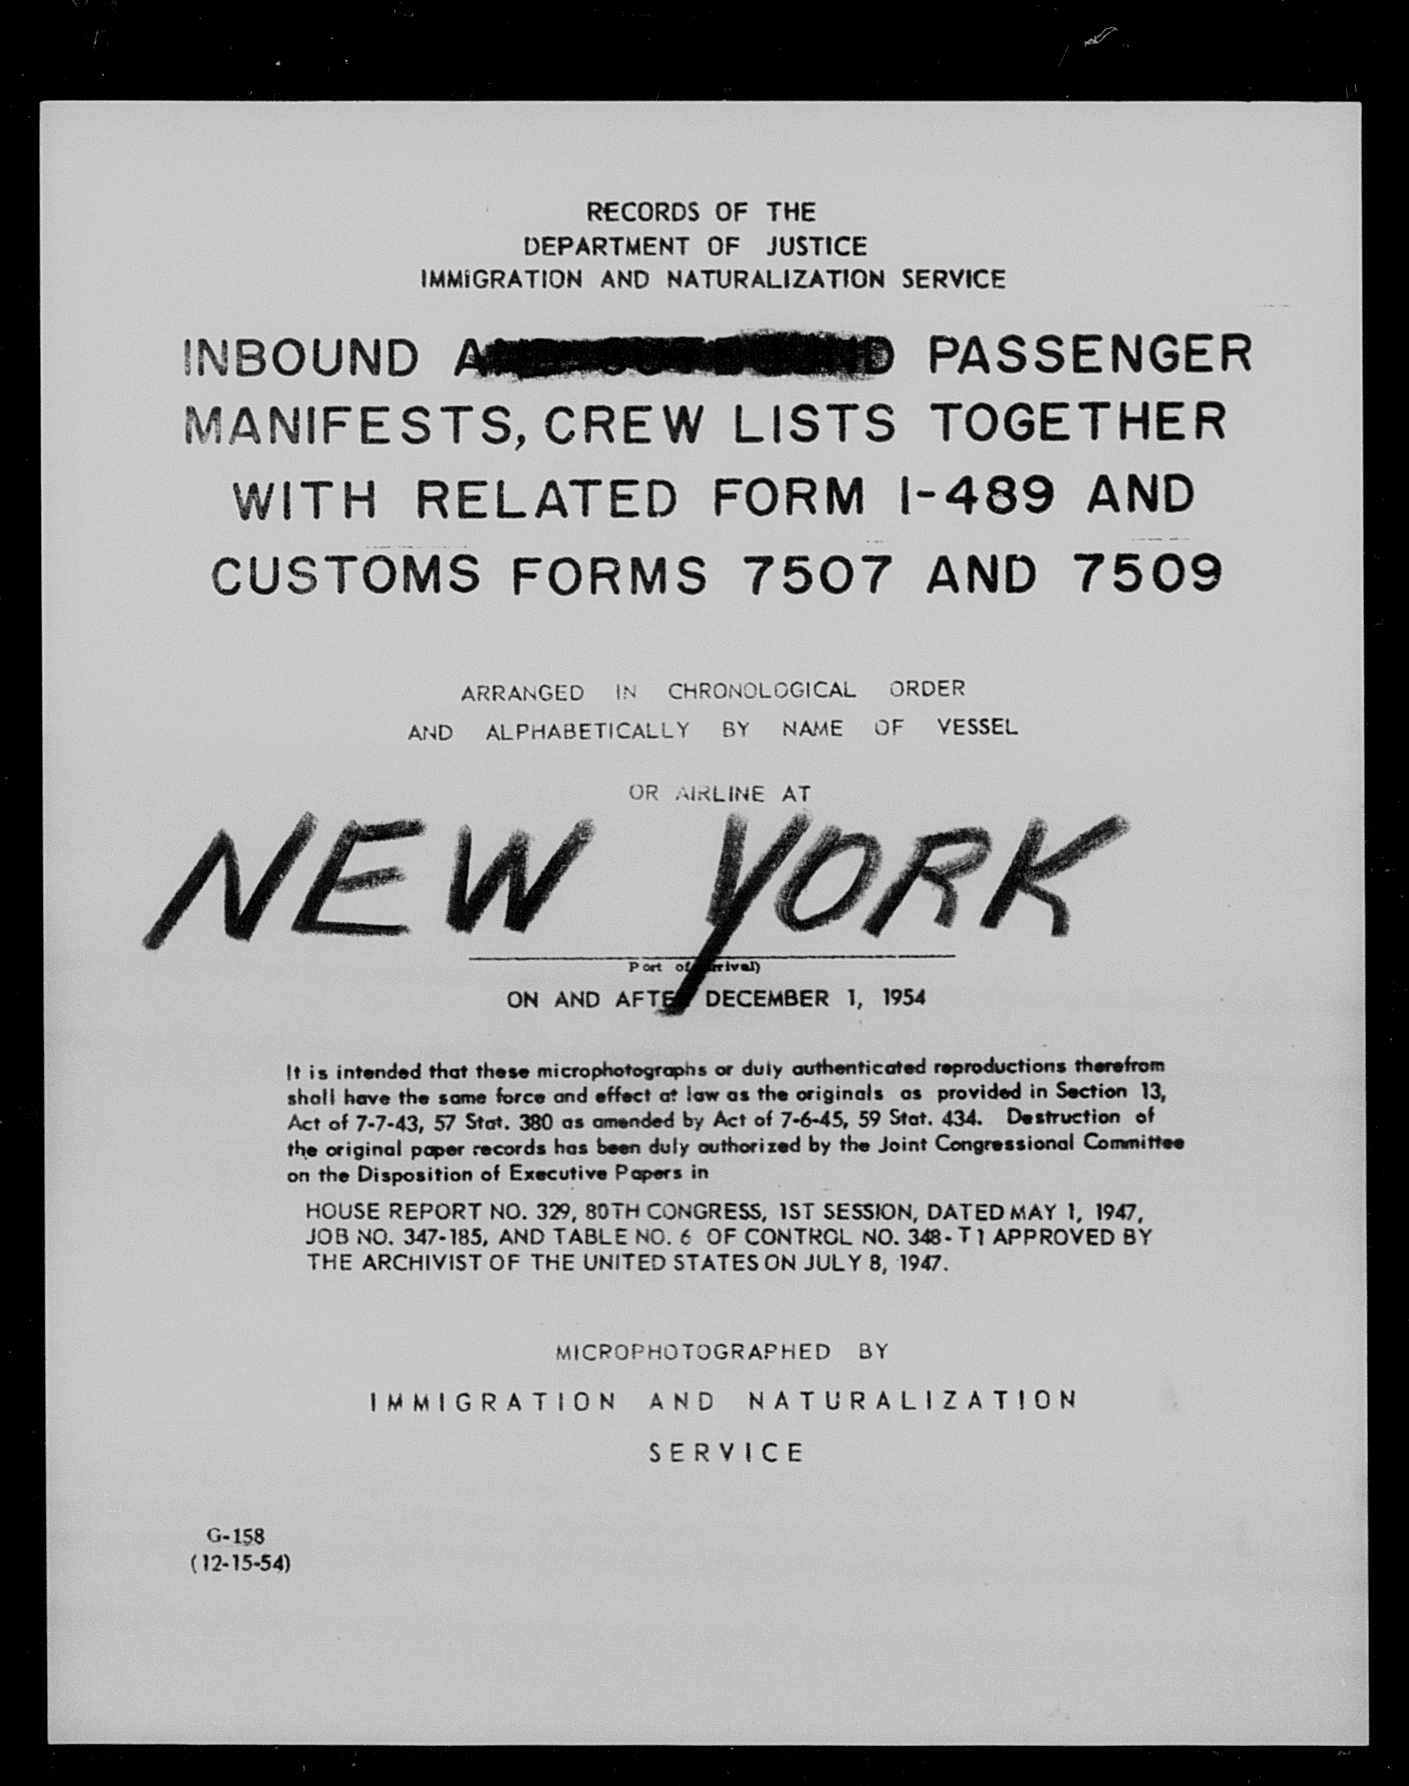 RECORDS OF THE
DEPARTMENT OF JUSTICE
IMMIGRATION AND NATURALIZATION SERVICE
INBOUND PASSENGER
MANIFESTS, CREW LISTS TOGETHER
WITH RELATED FORM I-489 AND
CUSTOMS FORMS 7507 AND 7509
ARRANGED IN CHRONOLOGICAL ORDER
AND ALPHABETICALLY BY NAME OF VESSEL
OR AIRLINE AT
NEW YORK
Port of
ON AND AFTER DECEMBER 1, 1954
It is intended that these microphotographs or duly authenticated reproductions therefrom
shall have the same force and effect at law as the originals as provided in Section 13,
Act of 7-7-43, 57 Stat. 380 as amended by Act of 7-6-45, 59 Stat. 434. Destruction of
the original paper records has been duly authorized by the Joint Congressional Committee
on the Disposition of Executive Papers in
HOUSE REPORT NO. 329, 80TH CONGRESS, 1ST SESSION, DATED MAY 1, 1947,
JOB NO. 347-185, AND TABLE NO. 6 OF CONTROL NO. 348-T1 APPROVED BY
THE ARCHIVIST OF THE UNITED STATES ON JULY 8, 1947.
MICROPHOTOGRAPHED BY
IMMIGRATION AND NATURALIZATION
SERVICE
G-158
(12-15-54)